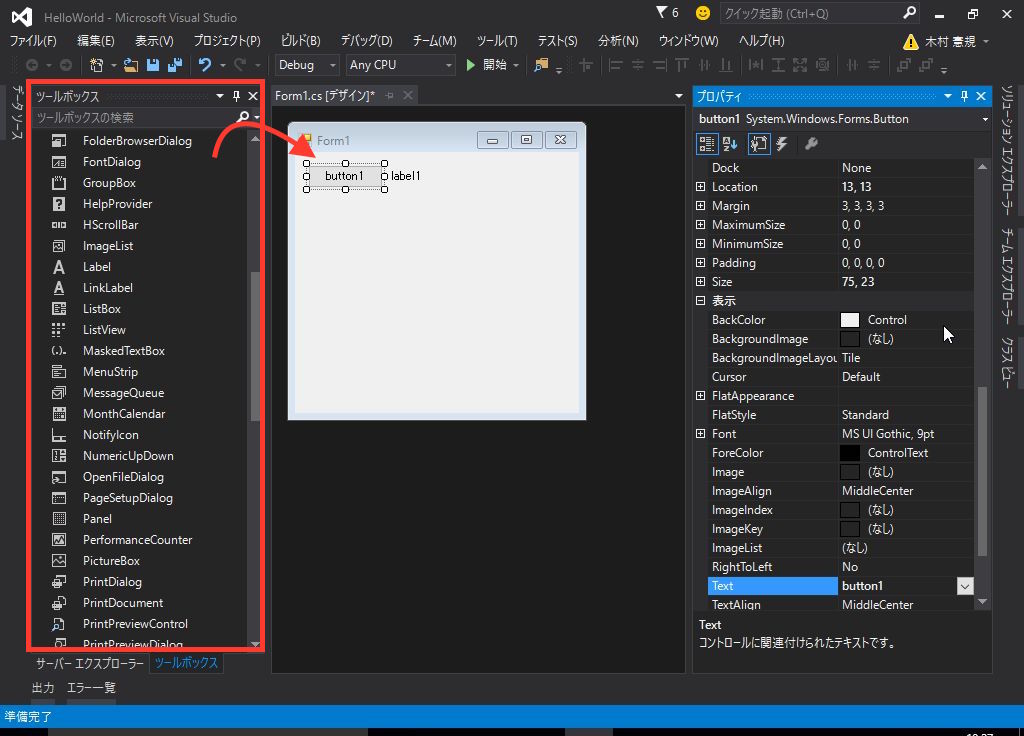 HelloWorld - Microsoft Visual Studio
6
クイック起動 (Ctrl+Q)
ファイル(F) 編集(E) 表示(V) プロジェクト(P) ビルド(B) デバッグ(D) チーム(M) ツール(T) テスト(S) 分析(N) ウィンドウ(W) ヘルプ(H)
木村 憲規
Debug Any CPU 開始
データ ソース
ツールボックス
ツールボックスの検索
FolderBrowserDialog
FontDialog
GroupBox
HelpProvider
HScrollBar
ImageList
Label
LinkLabel
ListBox
ListView
MaskedTextBox
MenuStrip
MessageQueue
MonthCalendar
NotifyIcon
NumericUpDown
OpenFileDialog
PageSetupDialog
Panel
PerformanceCounter
PictureBox
PrintDialog
PrintDocument
PrintPreviewControl
PrintPreviewDialog
サーバー エクスプローラー ツールボックス
Form1.cs [デザイン]*
Form1
button1 label1
プロパティ
button1 System.Windows.Forms.Button
Dock None
Location 13, 13
Margin 3, 3, 3, 3
MaximumSize 0, 0
MinimumSize 0, 0
Padding 0, 0, 0, 0
Size 75, 23
表示
BackColor Control
BackgroundImage (なし)
BackgroundImageLayou Tile
Cursor Default
FlatAppearance
FlatStyle Standard
Font MS UI Gothic, 9pt
ForeColor ControlText
Image (なし)
ImageAlign MiddleCenter
ImageIndex (なし)
ImageKey (なし)
ImageList (なし)
RightToLeft No
Text button1
TextAlign MiddleCenter
Text
コントロールに関連付けられたテキストです。
ソリューション エクスプローラー
チーム エクスプローラー
クラス ビュー
出力 エラー一覧
準備完了